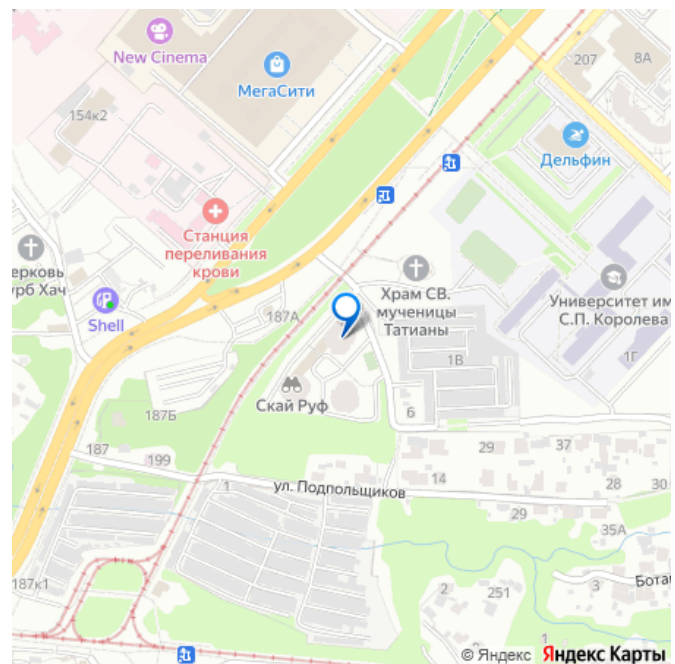 New Cinema
МегаСити
207
8А
154к2
Дельфин
Станция
переливания
крови
ерковь
урб Хач
Shell
187А
Храм СВ.
мученицы
Татианы
Университет им
С.П. Королева
1В
1Г
Скай Руф
187Б
6
187
199
29
37
14
28
30
1
ул. Подпольщиков
29
35А
187к1
2
251
3
Бота
2
1
© Яндекс Яндекс Карты